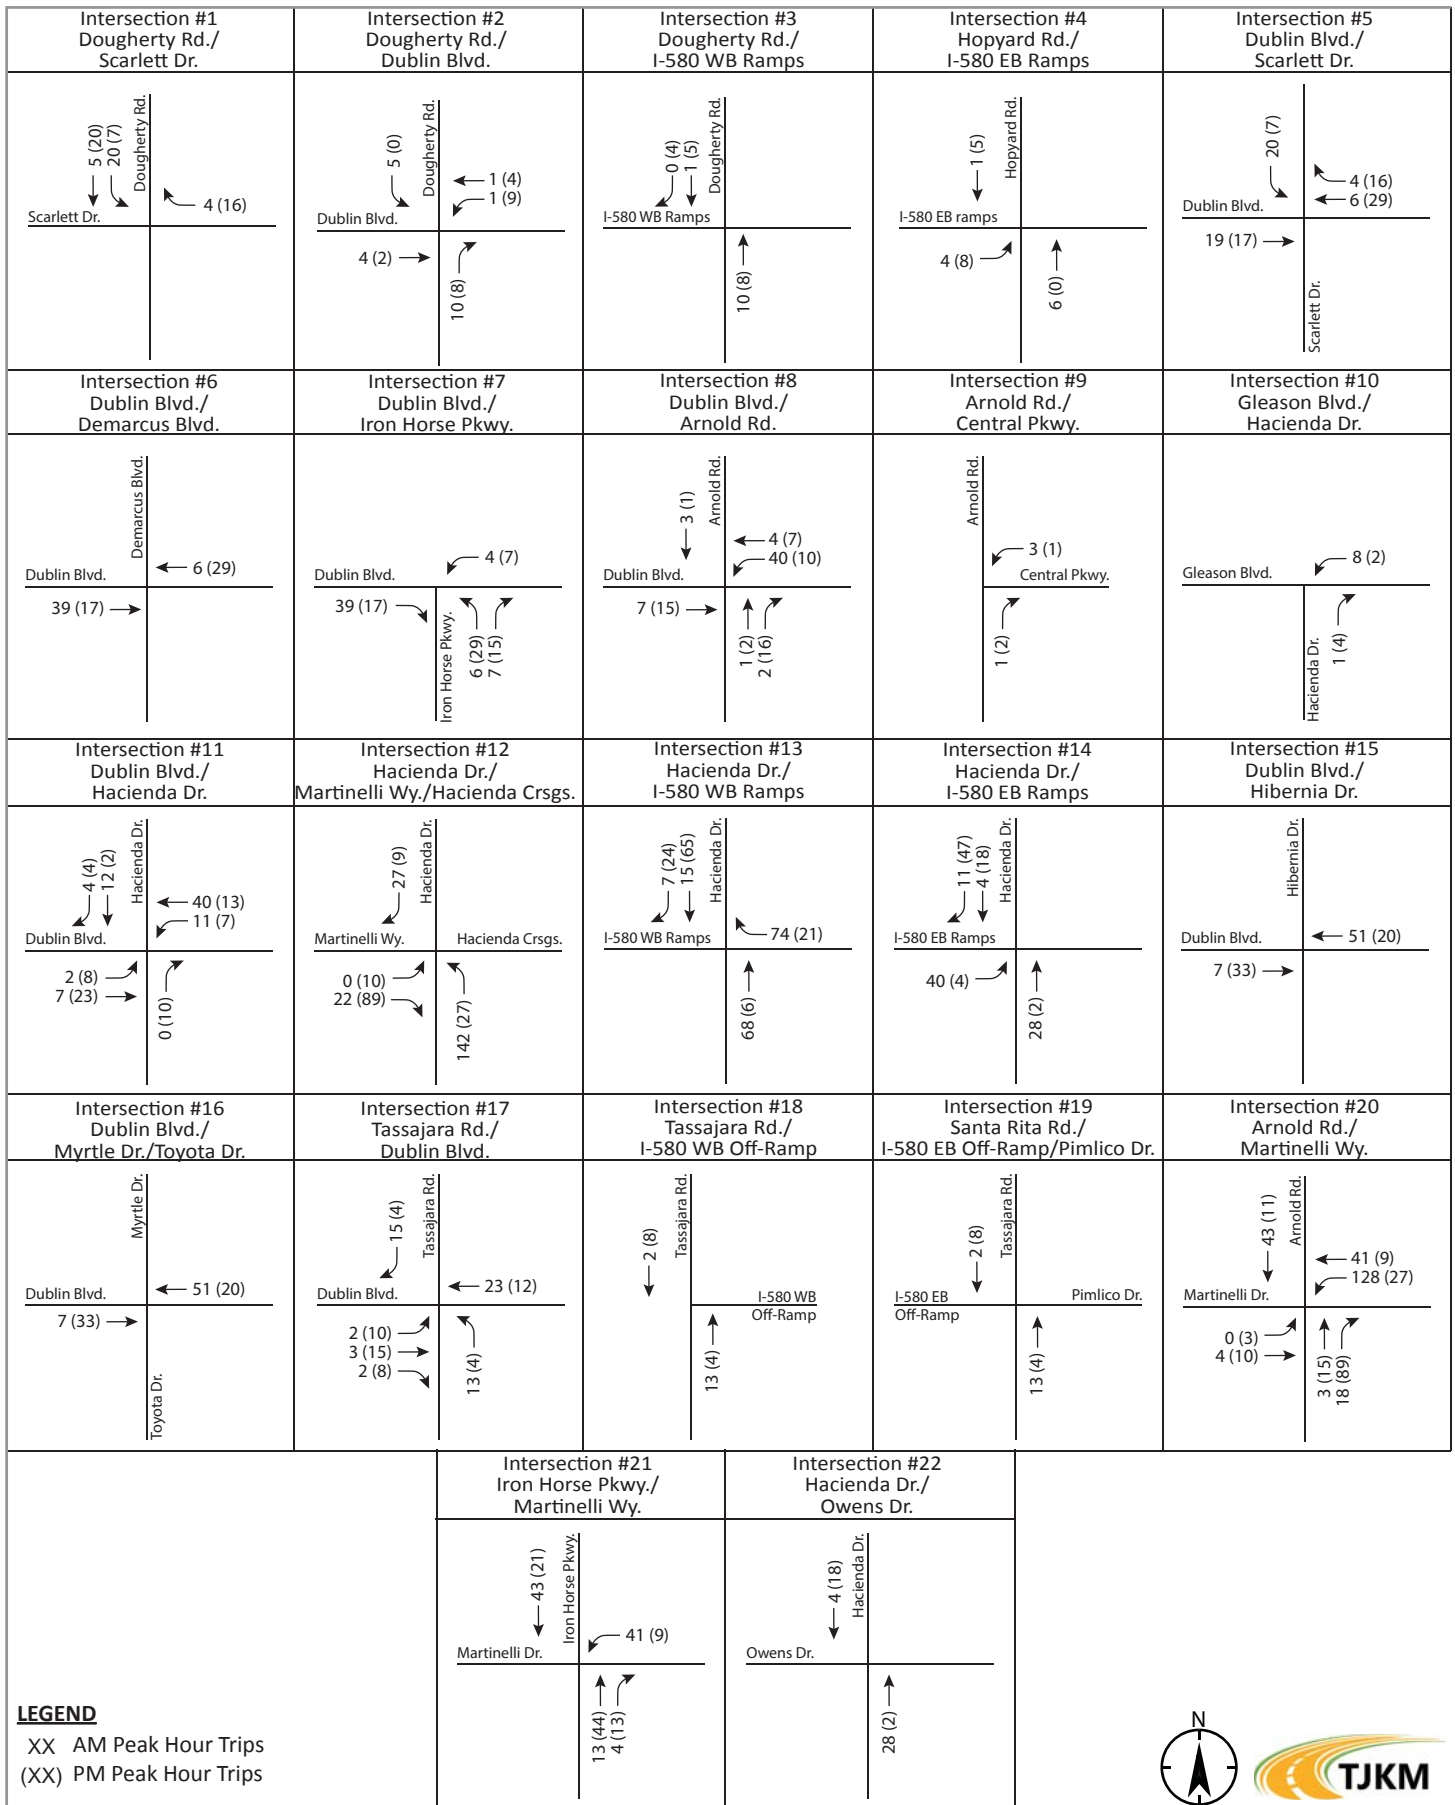 Intersection #1
Dougherty Rd./
Scarlett Dr.
5 (20)
20 (7)
Dougherty Rd.
4 (16)
Scarlett Dr.
Intersection #2
Dougherty Rd./
Dublin Blvd.
5 (0)
Dougherty Rd.
1 (4)
1 (9)
Dublin Blvd.
4 (2)
10 (8)
Intersection #3
Dougherty Rd./
I-580 WB Ramps
0 (4)
1 (5)
Dougherty Rd.
I-580 WB Ramps
10 (8)
Intersection #4
Hopyard Rd./
I-580 EB Ramps
1 (5)
Hopyard Rd.
I-580 EB ramps
4 (8)
6 (0)
Intersection #5
Dublin Blvd./
Scarlett Dr.
20 (7)
4 (16)
6 (29)
Dublin Blvd.
19 (17)
Scarlett Dr.
Intersection #6
Dublin Blvd./
Demarcus Blvd.
Demarcus Blvd.
6 (29)
Dublin Blvd.
39 (17)
Intersection #7
Dublin Blvd./
Iron Horse Pkwy.
4 (7)
Dublin Blvd.
39 (17)
Iron Horse Pkwy.
6 (29)
7 (15)
Intersection #8
Dublin Blvd./
Arnold Rd.
3 (1)
Arnold Rd.
4 (7)
40 (10)
Dublin Blvd.
7 (15)
1 (2)
2 (16)
Intersection #9
Arnold Rd./
Central Pkwy.
Arnold Rd.
3 (1)
Central Pkwy.
1 (2)
Intersection #10
Gleason Blvd./
Hacienda Dr.
8 (2)
Gleason Blvd.
Hacienda Dr.
1 (4)
Intersection #11
Dublin Blvd./
Hacienda Dr.
4 (4)
12 (2)
Hacienda Dr.
40 (13)
11 (7)
Dublin Blvd.
2 (8)
7 (23)
0 (10)
Intersection #12
Hacienda Dr./
Martinelli Wy./Hacienda Crsgs.
27 (9)
Hacienda Dr.
Martinelli Wy.
Hacienda Crsgs.
0 (10)
22 (89)
142 (27)
Intersection #13
Hacienda Dr./
I-580 WB Ramps
7 (24)
15 (65)
Hacienda Dr.
74 (21)
I-580 WB Ramps
68 (6)
Intersection #14
Hacienda Dr./
I-580 EB Ramps
11 (47)
4 (18)
Hacienda Dr.
I-580 EB Ramps
40 (4)
28 (2)
Intersection #15
Dublin Blvd./
Hibernia Dr.
Hibernia Dr.
51 (20)
Dublin Blvd.
7 (33)
Intersection #16
Dublin Blvd./
Myrtle Dr./Toyota Dr.
Myrtle Dr.
51 (20)
Dublin Blvd.
7 (33)
Toyota Dr.
Intersection #17
Tassajara Rd./
Dublin Blvd.
15 (4)
Tassajara Rd.
23 (12)
Dublin Blvd.
2 (10)
3 (15)
2 (8)
13 (4)
Intersection #18
Tassajara Rd./
I-580 WB Off-Ramp
2 (8)
Tassajara Rd.
I-580 WB
Off-Ramp
13 (4)
Intersection #19
Santa Rita Rd./
I-580 EB Off-Ramp/Pimlico Dr.
2 (8)
Tassajara Rd.
I-580 EB
Off-Ramp
Pimlico Dr.
13 (4)
Intersection #20
Arnold Rd./
Martinelli Wy.
43 (11)
Arnold Rd.
41 (9)
128 (27)
Martinelli Dr.
0 (3)
4 (10)
3 (15)
18 (89)
Intersection #21
Iron Horse Pkwy./
Martinelli Wy.
43 (21)
Iron Horse Pkwy.
41 (9)
Martinelli Dr.
13 (44)
4 (13)
Intersection #22
Hacienda Dr./
Owens Dr.
4 (18)
Hacienda Dr.
Owens Dr.
28 (2)
LEGEND
XX AM Peak Hour Trips
(XX) PM Peak Hour Trips
N
TJKM